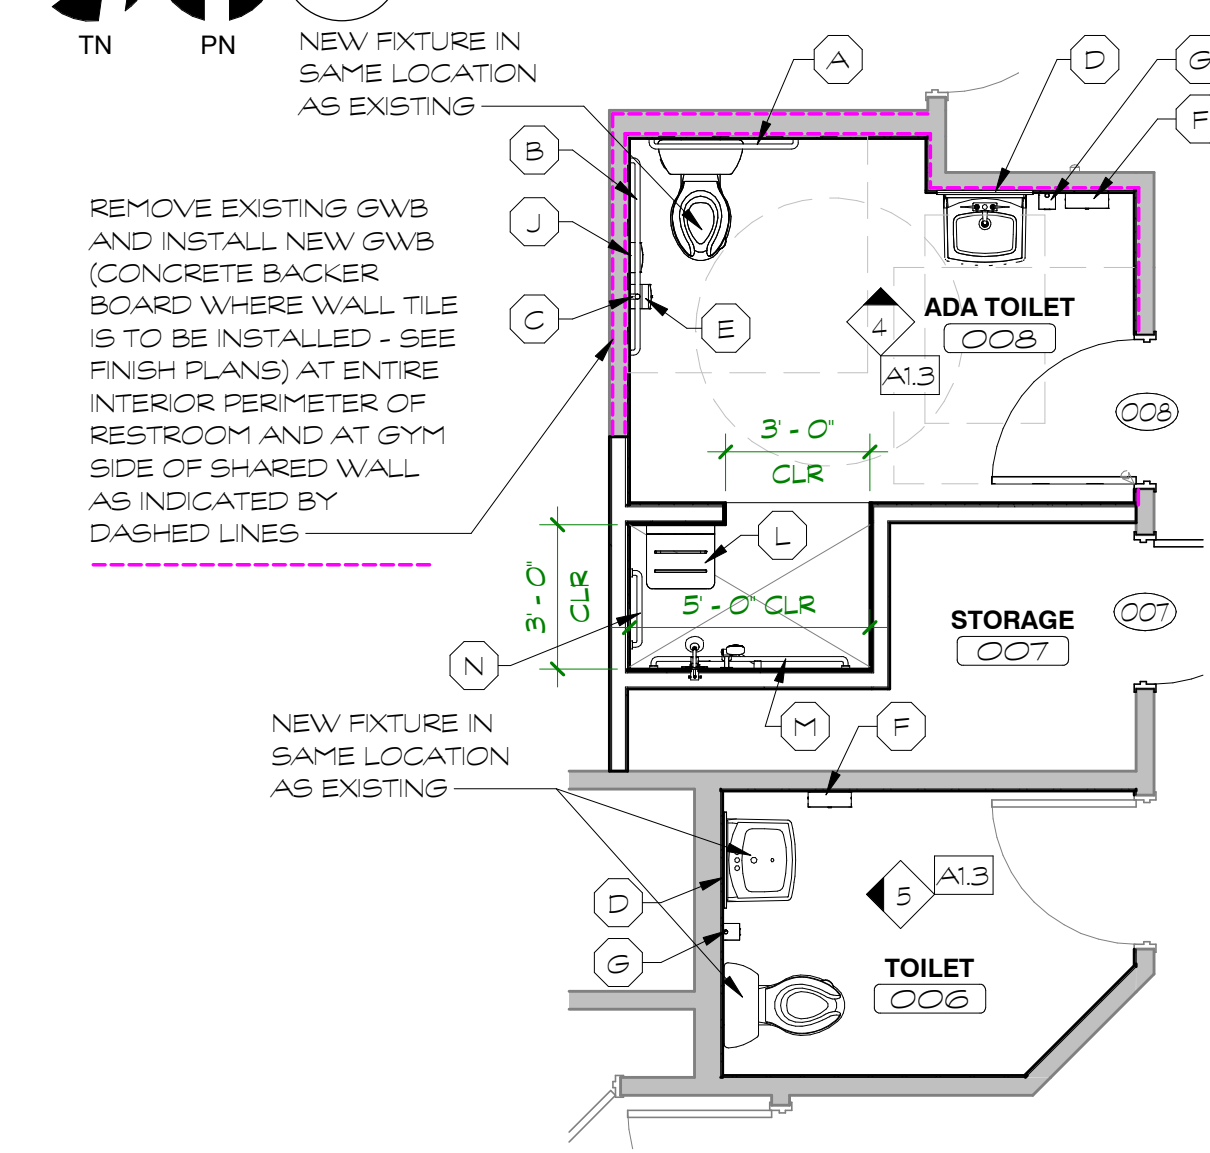 TN
PN
NEW FIXTURE IN
SAME LOCATION
AS EXISTING
A
D
G
F
B
J
C
E
REMOVE EXISTING GWB
AND INSTALL NEW GWB
(CONCRETE BACKER
BOARD WHERE WALL TILE
IS TO BE INSTALLED - SEE
FINISH PLANS) AT ENTIRE
INTERIOR PERIMETER OF
RESTROOM AND AT GYM
SIDE OF SHARED WALL
AS INDICATED BY
DASHED LINES
4
A1.3
ADA TOILET
008
008
3' - 0"
CLR
L
3' - 0"
CLR
5' - 0" CLR
N
STORAGE
007
007
M
F
NEW FIXTURE IN
SAME LOCATION
AS EXISTING
D
G
5
A1.3
TOILET
006